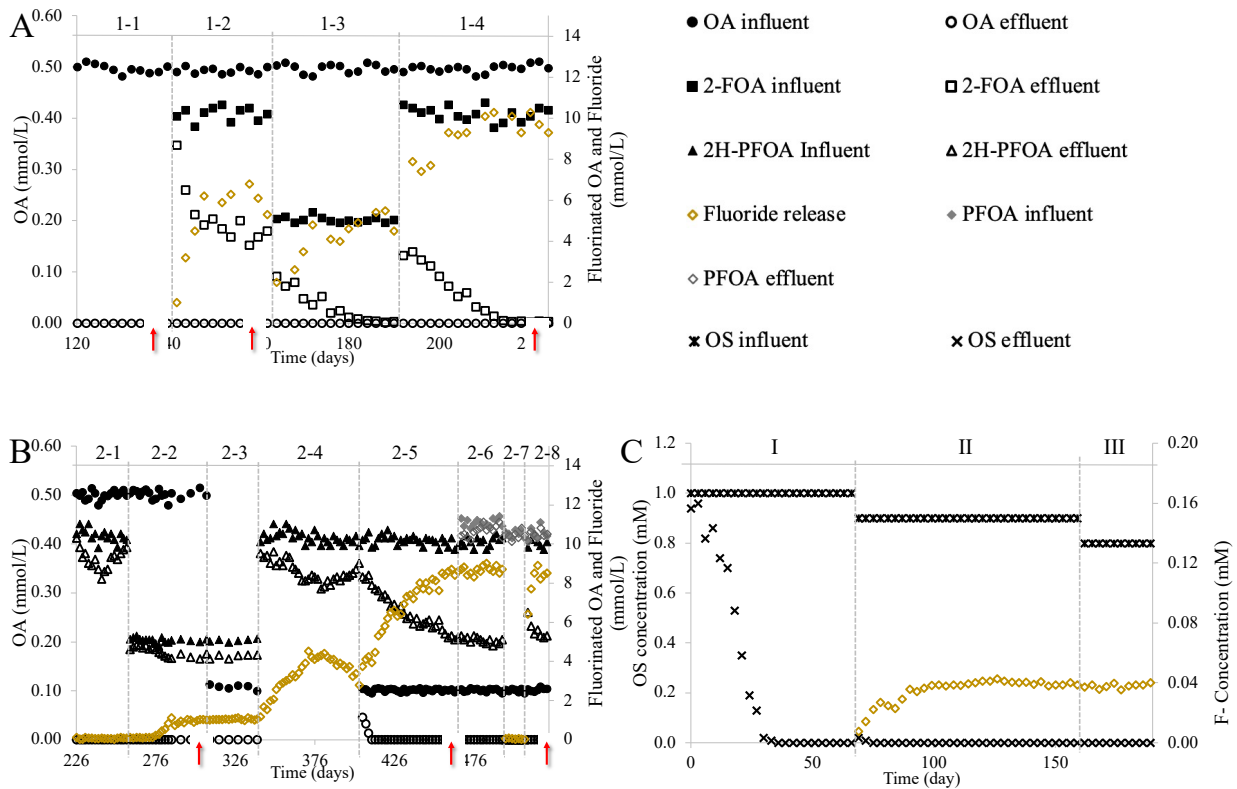 A
1-1 1-2 1-3 1-4
0.60
0.50
0.40
0.30
0.20
0.10
0.00
OA (mmol/L)
14
12
10
8
6
4
2
0
Fluorinated OA and Fluoride
(mmol/L)
120 40 0 180 200 2
Time (days)
OA influent OA effluent
2-FOA influent 2-FOA effluent
2H-PFOA Influent 2H-PFOA effluent
Fluoride release PFOA influent
PFOA effluent
OS influent OS effluent
B
2-1 2-2 2-3 2-4 2-5 2-6 2-7 2-8
0.60
0.50
0.40
0.30
0.20
0.10
0.00
OA (mmol/L)
14
12
10
8
6
4
2
0
Fluorinated OA and Fluoride
(mmol/L)
226 276 326 376 426 476
Time (days)
C
I II III
1.2
1.0
0.8
0.6
0.4
0.2
0.0
OS concentration (mM)
0.20
0.16
0.12
0.08
0.04
0.00
F- Concentration (mM)
0 50 100 150
Time (day)